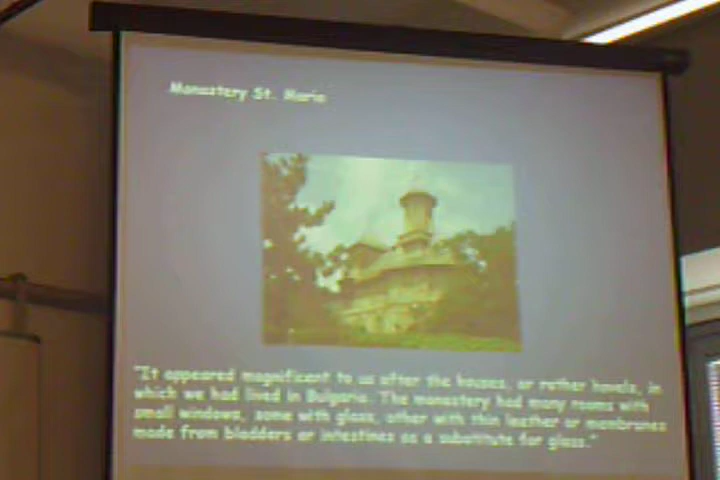 Monastery St. Maria
"It appeared magnificent to us after the houses, or rather hovels, in
which we had lived in Bulgaria. The monastery had many rooms with
small windows, some with glass, other with thin leather or membranes
made from bladders or intestines as a substitute for glass."